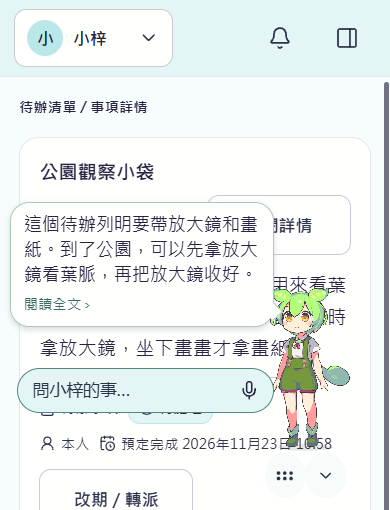 小 小梓
待辦清單 / 事項詳情
公園觀察小袋
詳情
這個待辦列明要帶放大鏡和畫
紙。到了公園，可以先拿放大
鏡看葉脈，再把放大鏡收好。
閱讀全文 ›
用來看葉
時
拿放大鏡，坐下畫畫才拿畫
問小梓的事...
本人 預定完成 2026年11月23日 10:58
改期 / 轉派